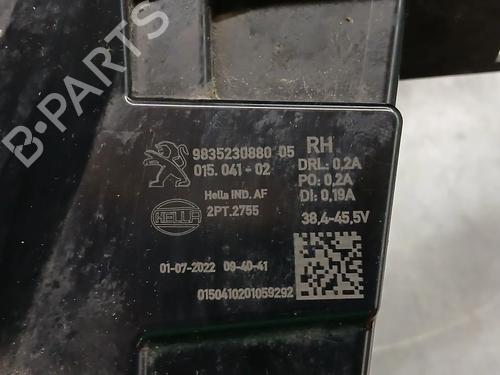 9835230880 05
015.041-02
RH
DRL: 0,2A
PO: 0,2A
DI: 0,19A
Hella IND. AF
2PT.2755
38,4-45,5V
HELLA
01-07-2022 09-40-41
0150410201059292
B-PARTS